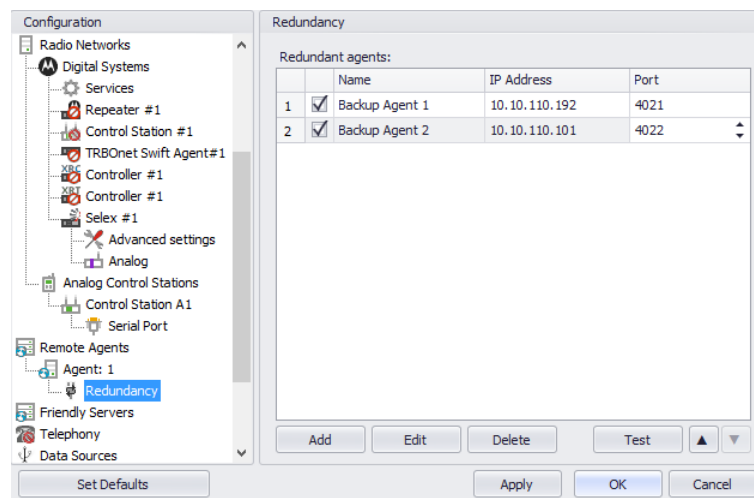 Configuration
Radio Networks
Digital Systems
Services
Repeater #1
Control Station #1
TRBOnet Swift Agent#1
XRC
Controller #1
XRT
Controller #1
Selex #1
Advanced settings
Analog
Analog Control Stations
Control Station A1
Serial Port
Remote Agents
Agent: 1
Redundancy
Friendly Servers
Telephony
Data Sources
Set Defaults
Redundancy
Redundant agents:
Name IP Address Port
1 Backup Agent 1 10.10.110.192 4021
2 Backup Agent 2 10.10.110.101 4022
Add Edit Delete Test
Apply OK Cancel